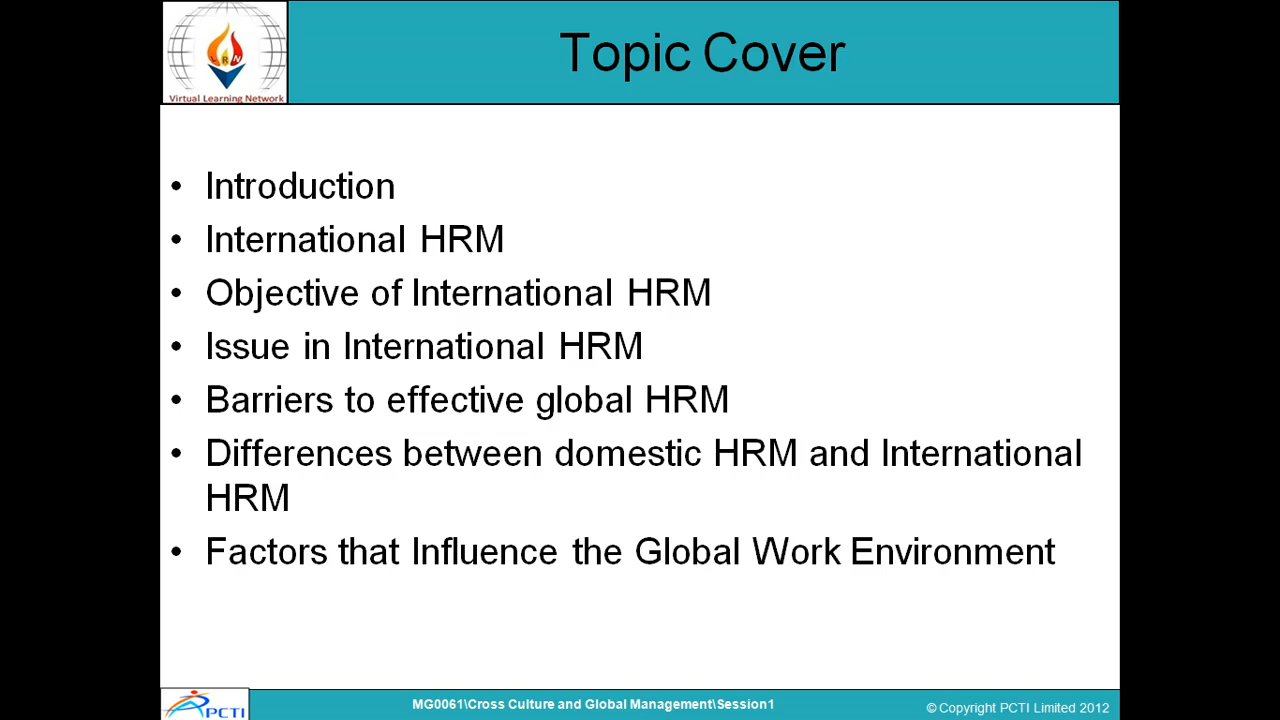 Topic Cover
LRN
Virtual Learning Network
• Introduction
• International HRM
• Objective of International HRM
• Issue in International HRM
• Barriers to effective global HRM
• Differences between domestic HRM and International
HRM
• Factors that Influence the Global Work Environment
PCTI
MG0061\Cross Culture and Global Management\Session1
© Copyright PCTI Limited 2012